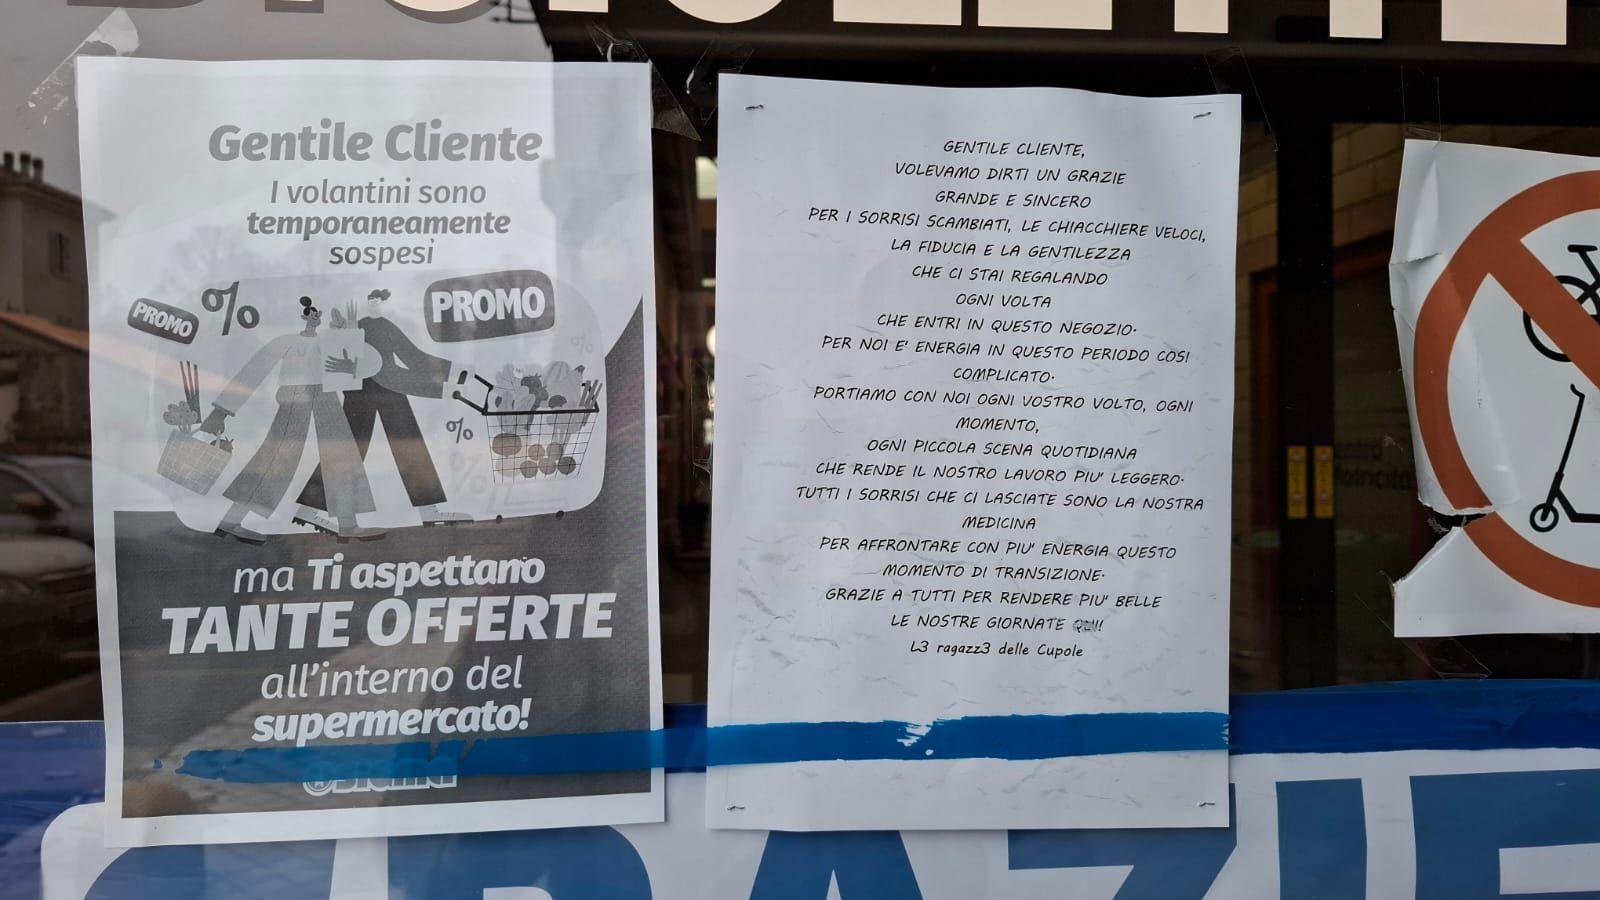 Gentile Cliente
I volantini sono
temporaneamente
sospesi
PROMO
%
PROMO
%
%
%
ma Ti aspettano
TANTE OFFERTE
all'interno del
supermercato!
sigma
GENTILE CLIENTE,
VOLEVAMO DIRTI UN GRAZIE
GRANDE E SINCERO
PER I SORRISI SCAMBIATI, LE CHIACCHIERE VELOCI,
LA FIDUCIA E LA GENTILEZZA
CHE CI STAI REGALANDO
OGNI VOLTA
CHE ENTRI IN QUESTO NEGOZIO.
PER NOI E' ENERGIA IN QUESTO PERIODO COSI
COMPLICATO.
PORTIAMO CON NOI OGNI VOSTRO VOLTO, OGNI
MOMENTO,
OGNI PICCOLA SCENA QUOTIDIANA
CHE RENDE IL NOSTRO LAVORO PIU' LEGGERO.
TUTTI I SORRISI CHE CI LASCIATE SONO LA NOSTRA
MEDICINA
PER AFFRONTARE CON PIU' ENERGIA QUESTO
MOMENTO DI TRANSIZIONE.
GRAZIE A TUTTI PER RENDERE PIU' BELLE
LE NOSTRE GIORNATE QUI!
L3 ragazz3 delle Cupole
GRAZIE